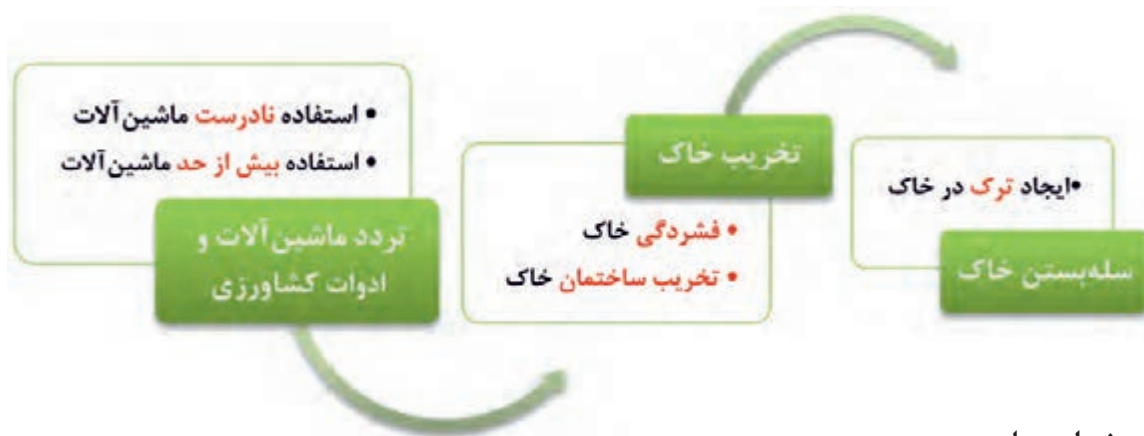 • استفاده نادرست ماشین‌آلات
• استفاده بیش از حد ماشین‌آلات
تردد ماشین‌آلات و
ادوات کشاورزی
تخریب خاک
• فشردگی خاک
• تخریب ساختمان خاک
•ایجاد ترک در خاک
سله‌بستن خاک